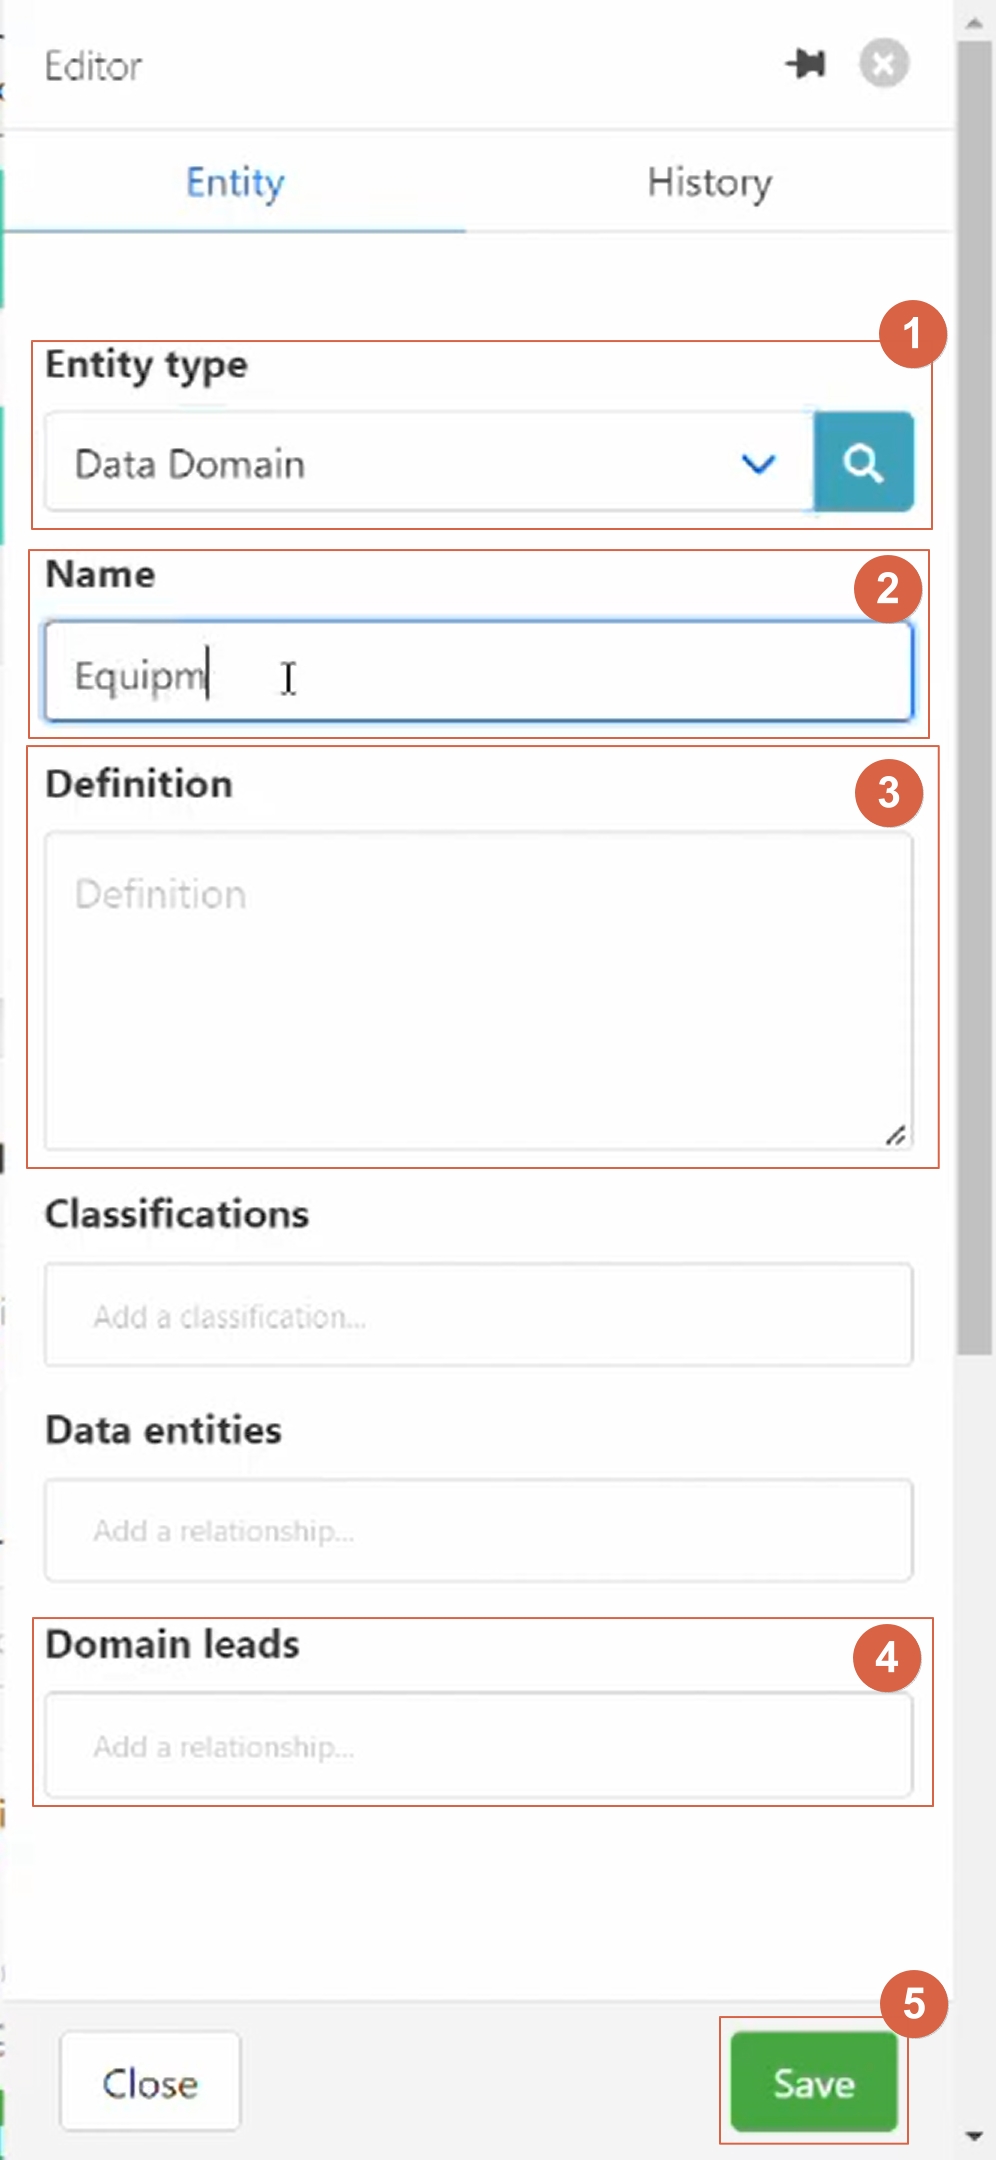 Editor
Entity
History
1
Entity type
Data Domain
Name
2
Equipm
Definition
3
Definition
Classifications
Add a classification...
Data entities
Add a relationship...
Domain leads
4
Add a relationship...
5
Close
Save